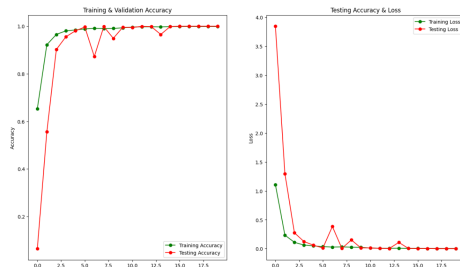 Training & Validation Accuracy
1.0
0.8
0.6
0.4
0.2
Accuracy
0.0 2.5 5.0 7.5 10.0 12.5 15.0 17.5
Training Accuracy
Testing Accuracy
Testing Accuracy & Loss
4.0
3.5
3.0
2.5
2.0
1.5
1.0
0.5
0.0
Loss
0.0 2.5 5.0 7.5 10.0 12.5 15.0 17.5
Training Loss
Testing Loss